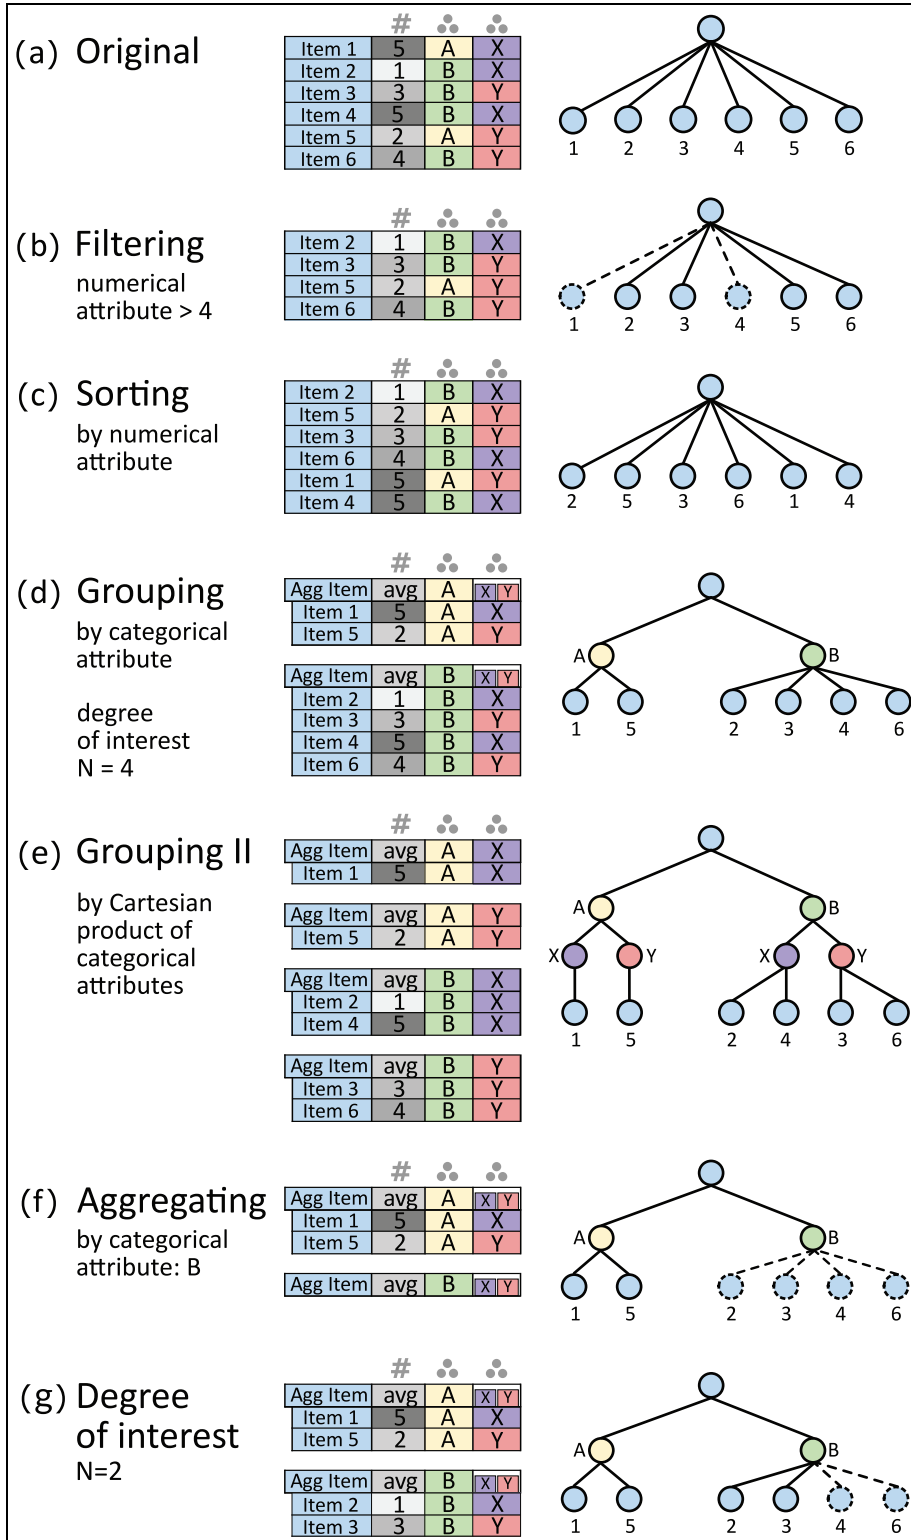 (a) Original
#
Item 1 5 A X
Item 2 1 B X
Item 3 3 B Y
Item 4 5 B X
Item 5 2 A Y
Item 6 4 B Y
1 2 3 4 5 6
(b) Filtering
numerical
attribute > 4
#
Item 2 1 B X
Item 3 3 B Y
Item 5 2 A Y
Item 6 4 B Y
1 2 3 4 5 6
(c) Sorting
by numerical
attribute
#
Item 2 1 B X
Item 5 2 A Y
Item 3 3 B Y
Item 6 4 B X
Item 1 5 A Y
Item 4 5 B X
2 5 3 6 1 4
(d) Grouping
by categorical
attribute
degree
of interest
N = 4
#
Agg Item avg A X Y
Item 1 5 A X
Item 5 2 A Y
Agg Item avg B X Y
Item 2 1 B X
Item 3 3 B Y
Item 4 5 B X
Item 6 4 B Y
A B
1 5 2 3 4 6
(e) Grouping II
by Cartesian
product of
categorical
attributes
#
Agg Item avg A X
Item 1 5 A X
Agg Item avg A Y
Item 5 2 A Y
Agg Item avg B X
Item 2 1 B X
Item 4 5 B X
Agg Item avg B Y
Item 3 3 B Y
Item 6 4 B Y
A B
X Y X Y
1 5 2 4 3 6
(f) Aggregating
by categorical
attribute: B
#
Agg Item avg A X Y
Item 1 5 A X
Item 5 2 A Y
Agg Item avg B X Y
A B
1 5 2 3 4 6
(g) Degree
of interest
N=2
#
Agg Item avg A X Y
Item 1 5 A X
Item 5 2 A Y
Agg Item avg B X Y
Item 2 1 B X
Item 3 3 B Y
A B
1 5 2 3 4 6